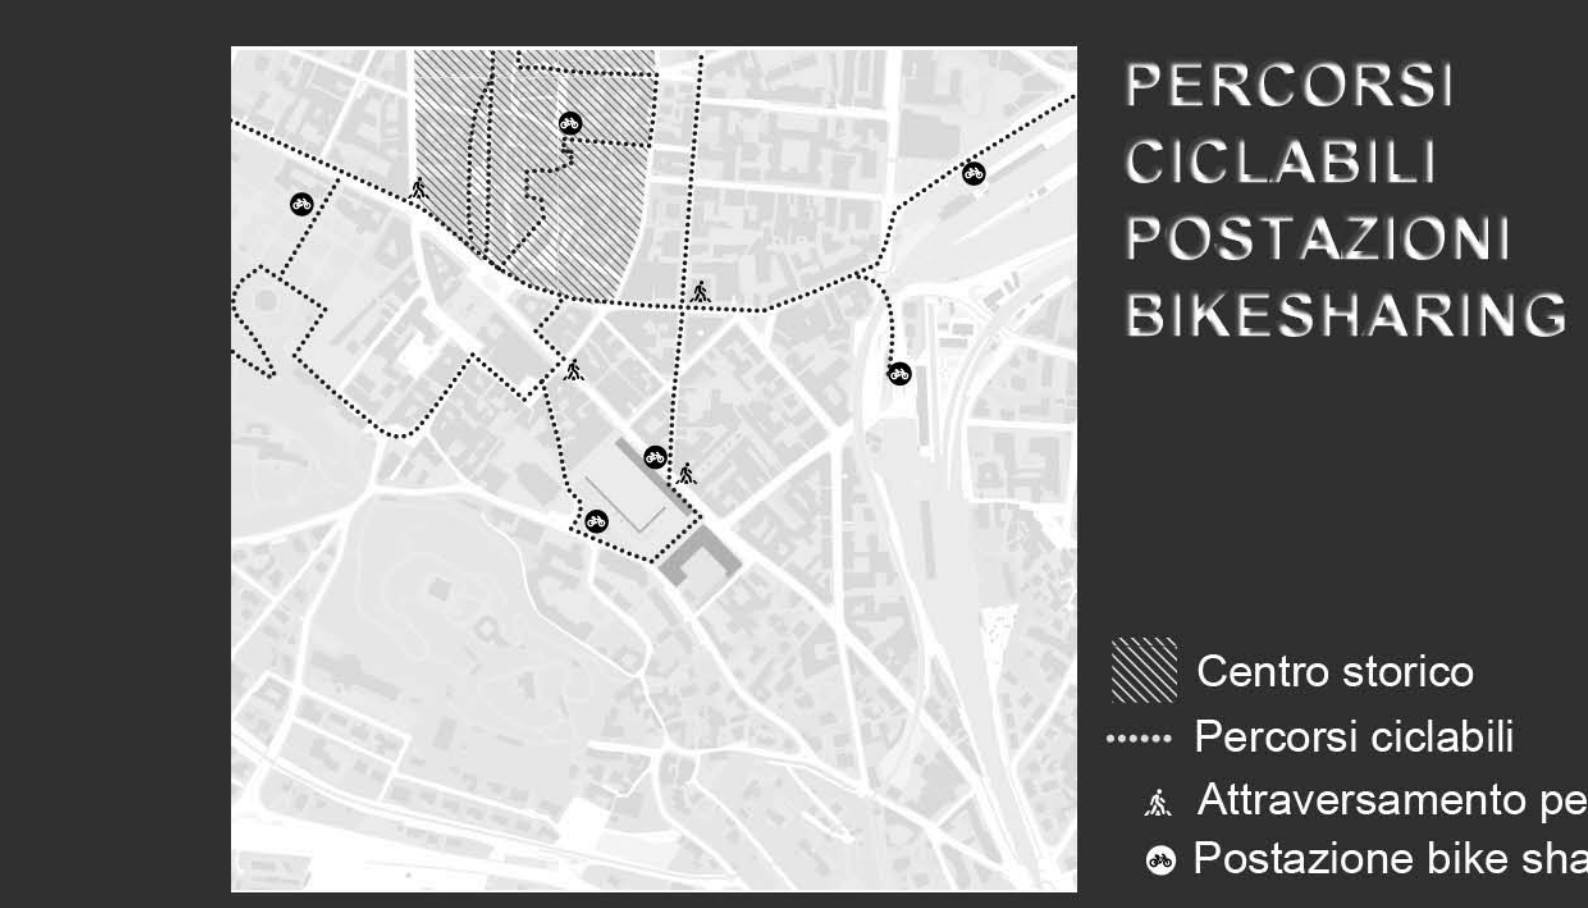 PERCORSI
CICLABILI
POSTAZIONI
BIKESHARING
Centro storico
Percorsi ciclabili
Attraversamento pe
Postazione bike sha